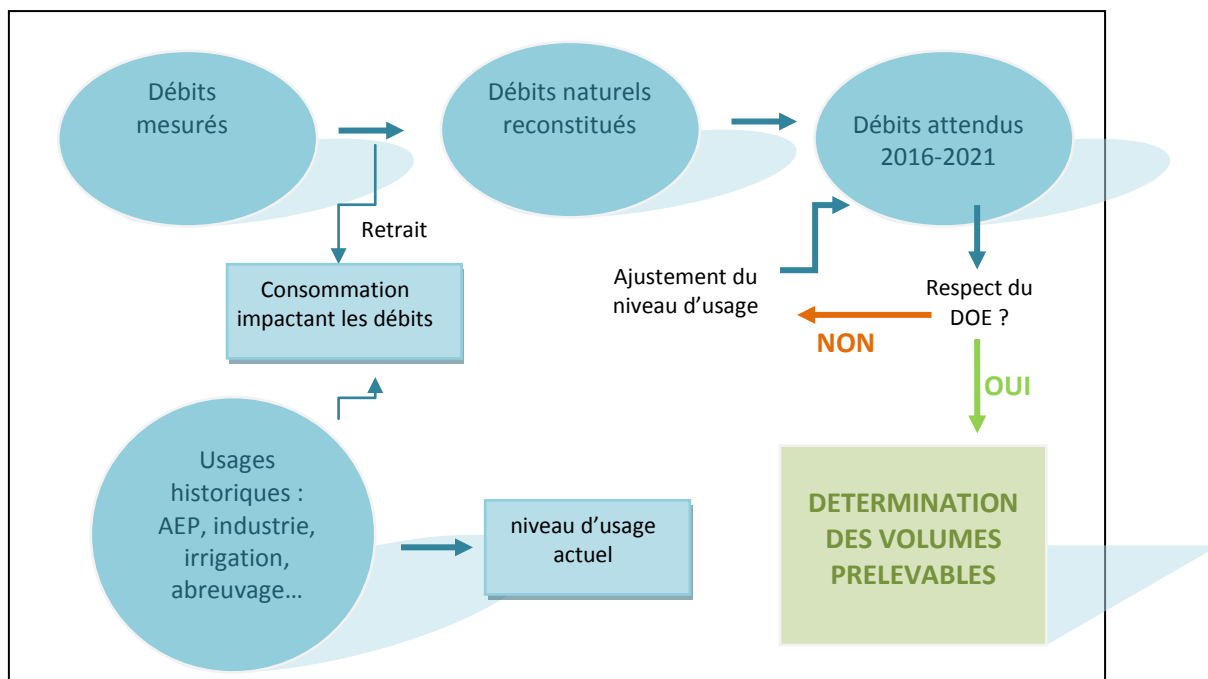 Débits
mesurés
Débits naturels
reconstitués
Débits attendus
2016-2021
Retrait
Consommation
impactant les débits
Ajustement du
niveau d’usage
Respect du
DOE ?
NON
OUI
Usages
historiques :
AEP, industrie,
irrigation,
abreuvage…
niveau d’usage
actuel
DETERMINATION
DES VOLUMES
PRELEVABLES